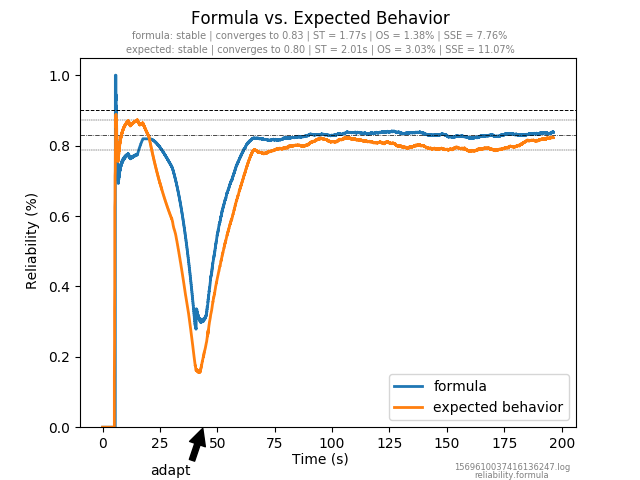 Formula vs. Expected Behavior
formula: stable | converges to 0.83 | ST = 1.77s | OS = 1.38% | SSE = 7.76%
expected: stable | converges to 0.80 | ST = 2.01s | OS = 3.03% | SSE = 11.07%
1.0
0.8
0.6
0.4
0.2
0.0
Reliability (%)
formula
expected behavior
0 25 50 75 100 125 150 175 200
Time (s)
adapt
1569610037416136247.log
reliability.formula